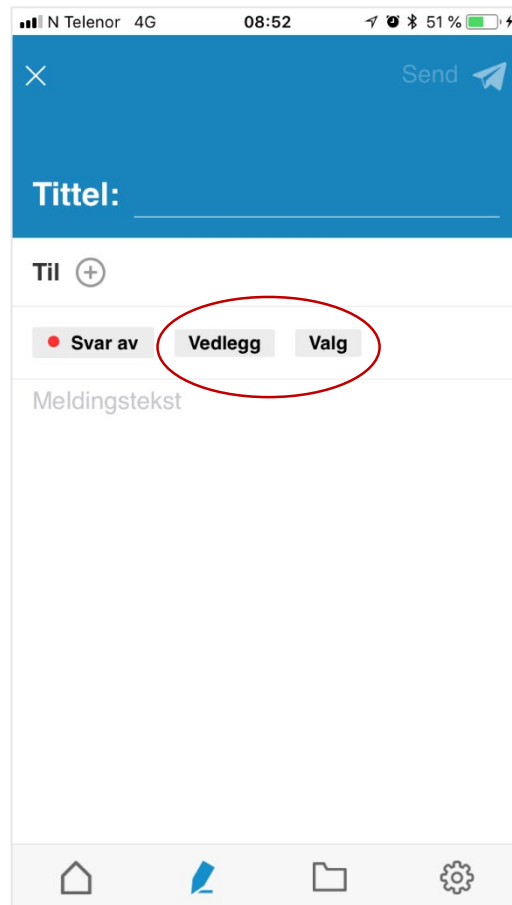 N Telenor 4G 08:52 51 %
Send
Tittel:
Til
Svar av Vedlegg Valg
Meldingstekst